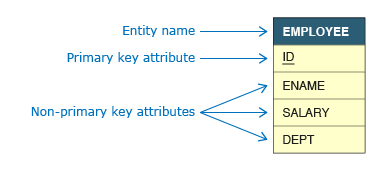 Entity name
EMPLOYEE
Primary key attribute
ID
ENAME
Non-primary key attributes
SALARY
DEPT